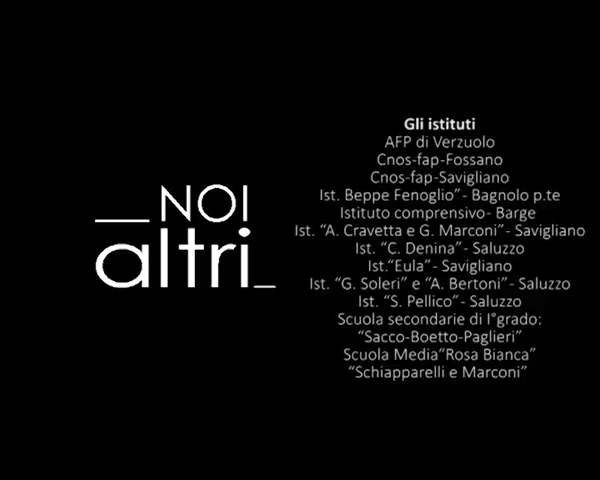 __ NOI
altri_
Gli istituti
AFP di Verzuolo
Cnos-fap-Fossano
Cnos-fap-Savigliano
Ist. Beppe Fenoglio”- Bagnolo p.te
Istituto comprensivo- Barge
Ist. “A. Cravetta e G. Marconi”- Savigliano
Ist. “C. Denina”- Saluzzo
Ist.“Eula”- Savigliano
Ist. “G. Soleri” e “A. Bertoni”- Saluzzo
Ist. “S. Pellico”- Saluzzo
Scuola secondarie di I°grado:
“Sacco-Boetto-Paglieri”
Scuola Media“Rosa Bianca”
“Schiapparelli e Marconi”